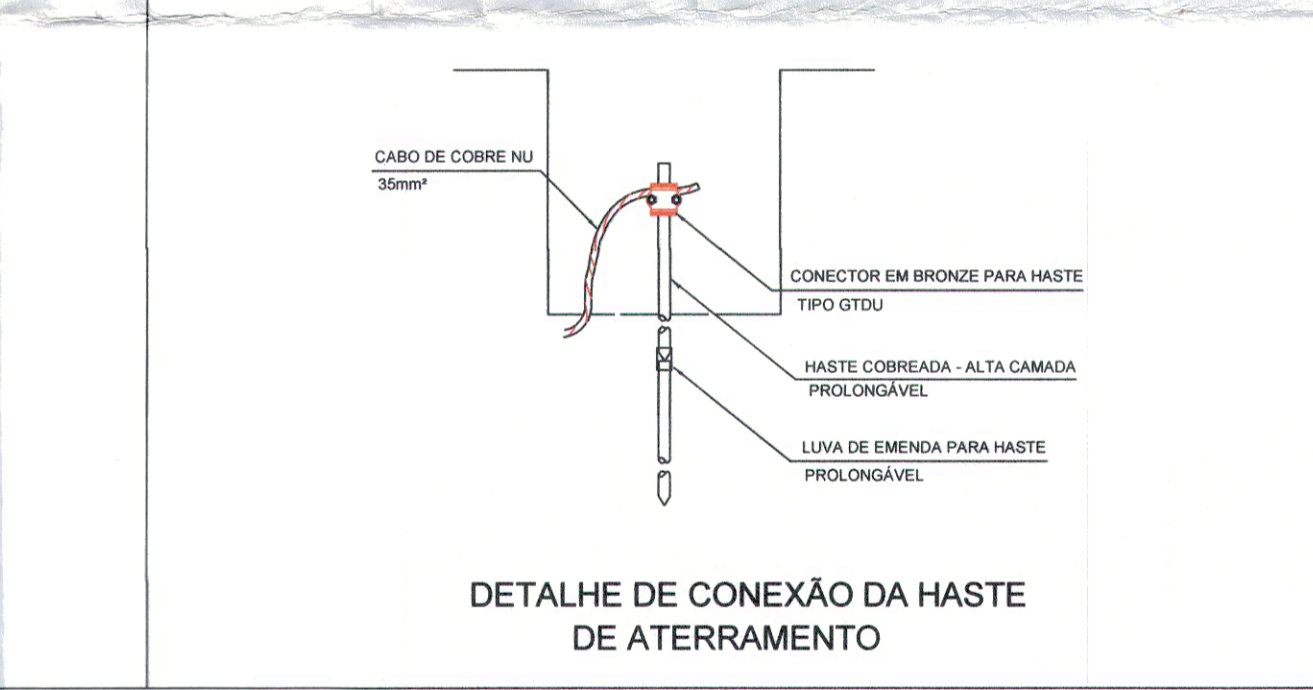 CABO DE COBRE NU
35mm²
CONECTOR EM BRONZE PARA HASTE
TIPO GTDU
HASTE COBREADA - ALTA CAMADA
PROLONGÁVEL
LUVA DE EMENDA PARA HASTE
PROLONGÁVEL
DETALHE DE CONEXÃO DA HASTE
DE ATERRAMENTO